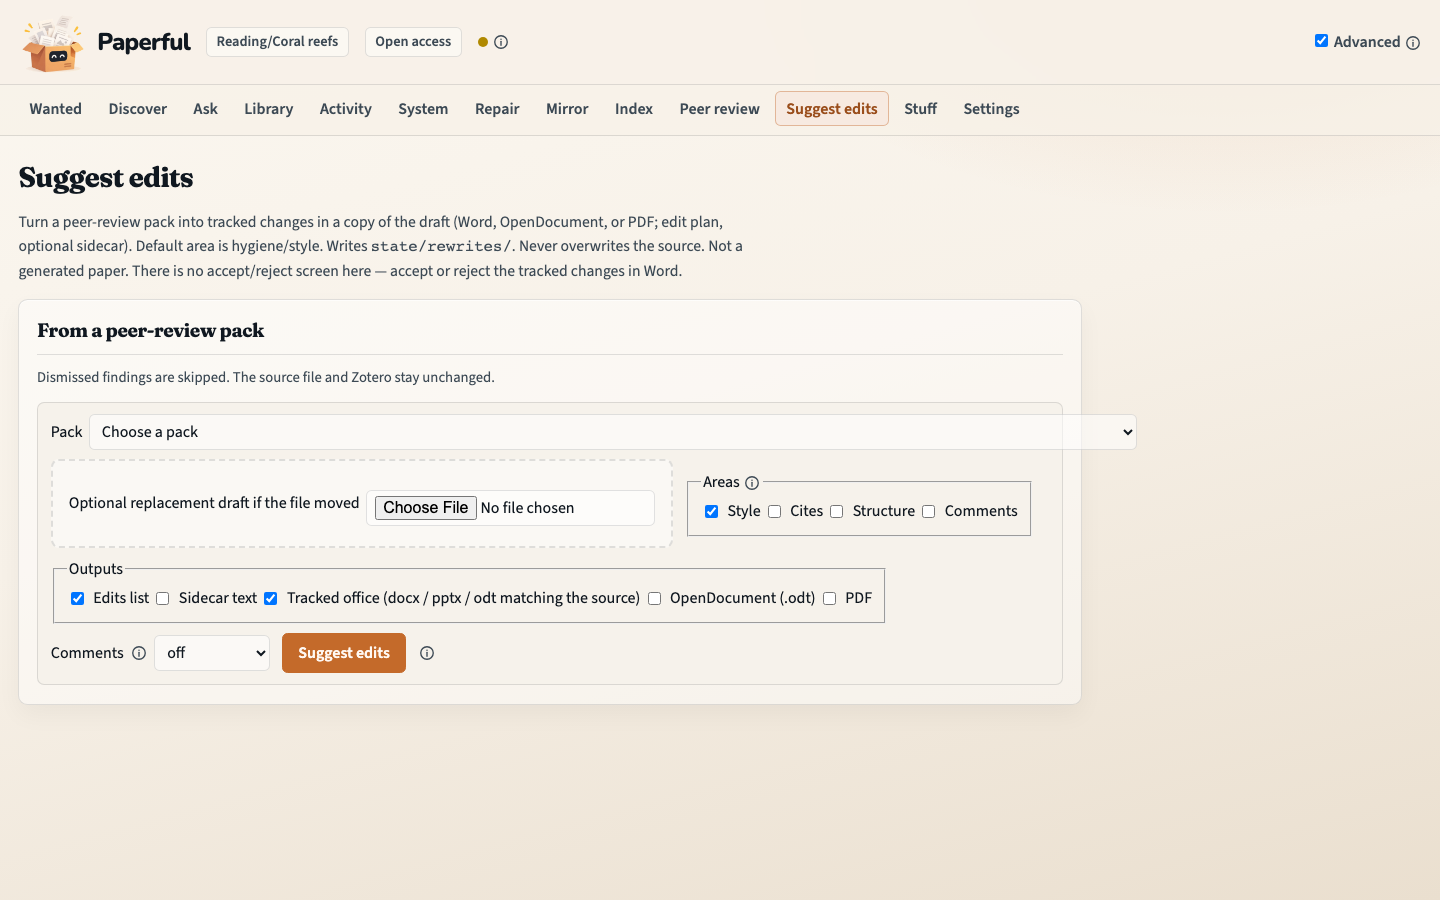 Paperful
Reading/Coral reefs
Open access
Advanced
Wanted
Discover
Ask
Library
Activity
System
Repair
Mirror
Index
Peer review
Suggest edits
Stuff
Settings
Suggest edits
Turn a peer-review pack into tracked changes in a copy of the draft (Word, OpenDocument, or PDF; edit plan,
optional sidecar). Default area is hygiene/style. Writes state/rewrites/. Never overwrites the source. Not a
generated paper. There is no accept/reject screen here — accept or reject the tracked changes in Word.
From a peer-review pack
Dismissed findings are skipped. The source file and Zotero stay unchanged.
Pack
Choose a pack
Optional replacement draft if the file moved
Choose File No file chosen
Areas
Style
Cites
Structure
Comments
Outputs
Edits list
Sidecar text
Tracked office (docx / pptx / odt matching the source)
OpenDocument (.odt)
PDF
Comments
off
Suggest edits